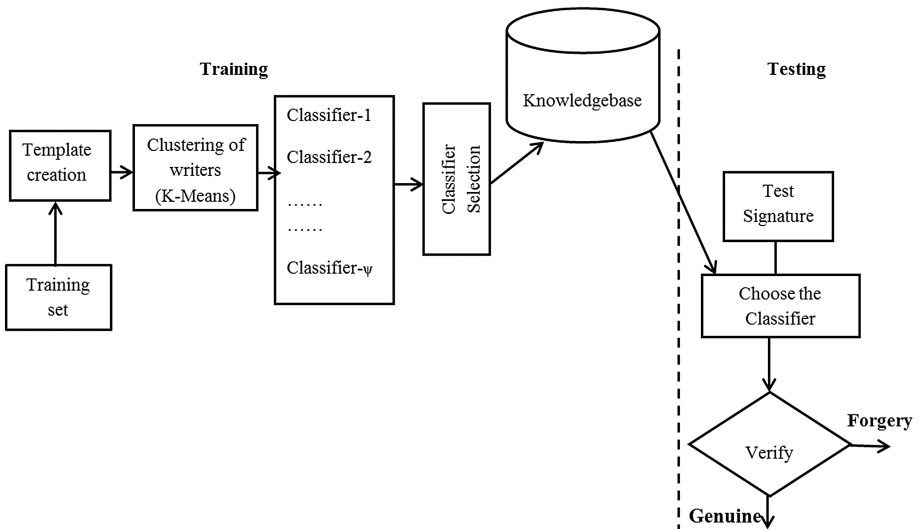 Training
Testing
Training
set
Template
creation
Clustering of
writers
(K-Means)
Classifier-1
Classifier-2
......
......
Classifier-ψ
Classifier
Selection
Knowledgebase
Test
Signature
Choose the
Classifier
Verify
Forgery
Genuine